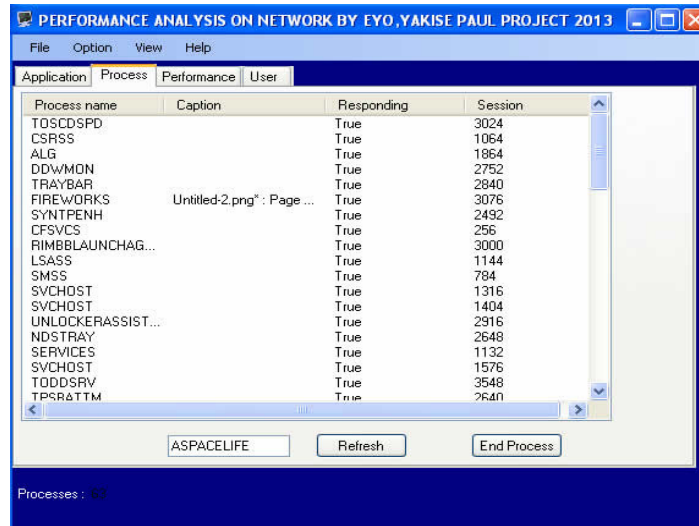 PERFORMANCE ANALYSIS ON NETWORK BY EYO,YAKISE PAUL PROJECT 2013
File Option View Help
Application Process Performance User
Process name Caption Responding Session
TOSCDSPD True 3024
CSRSS True 1064
ALG True 1864
DDWMON True 2752
TRAYBAR True 2840
FIREWORKS Untitled-2.png* : Page ... True 3076
SYNTPENH True 2492
CFSVCS True 256
RIMBBLAUNCHAG... True 3000
LSASS True 1144
SMSS True 784
SVCHOST True 1316
SVCHOST True 1404
UNLOCKERASSIST... True 2916
NDSTRAY True 2648
SERVICES True 1132
SVCHOST True 1576
TODDSRV True 3548
TPSBATTM True 2640
ASPACELIFE Refresh End Process
Processes :